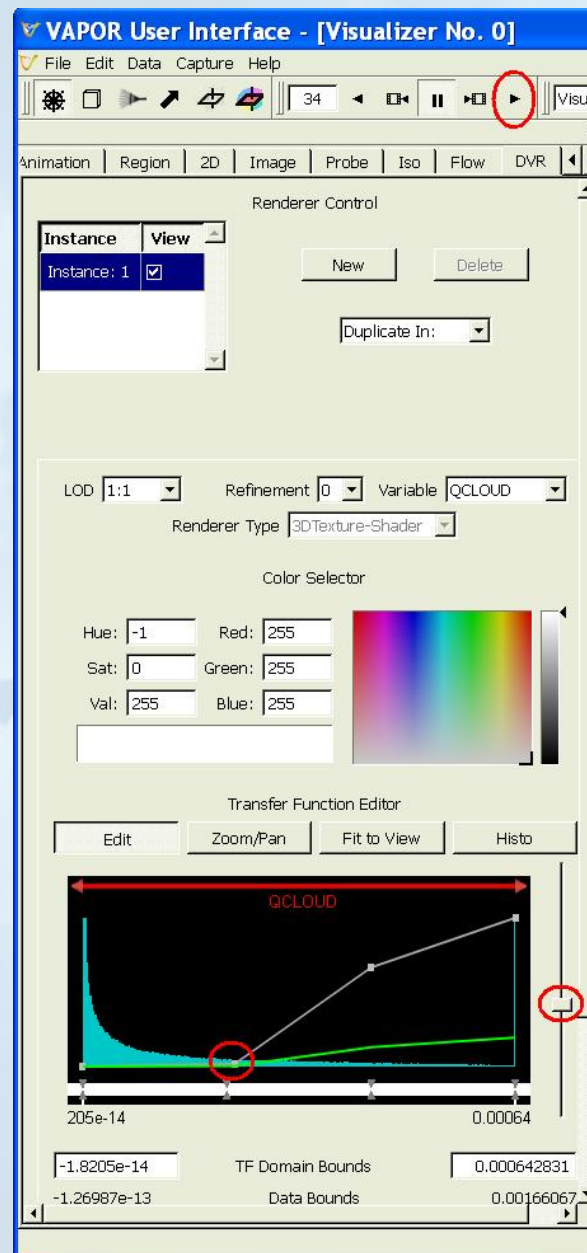 VAPOR User Interface - [Visualizer No. 0]
File Edit Data Capture Help
34
Visu
Animation Region 2D Image Probe Iso Flow DVR
Renderer Control
Instance View
Instance: 1
New Delete
Duplicate In:
LOD 1:1 Refinement 0 Variable QCLOUD
Renderer Type 3DTexture-Shader
Color Selector
Hue: -1 Red: 255
Sat: 0 Green: 255
Val: 255 Blue: 255
Transfer Function Editor
Edit Zoom/Pan Fit to View Histo
QCLOUD
205e-14 0.00064
-1.8205e-14 TF Domain Bounds 0.000642831
-1.26987e-13 Data Bounds 0.00166067